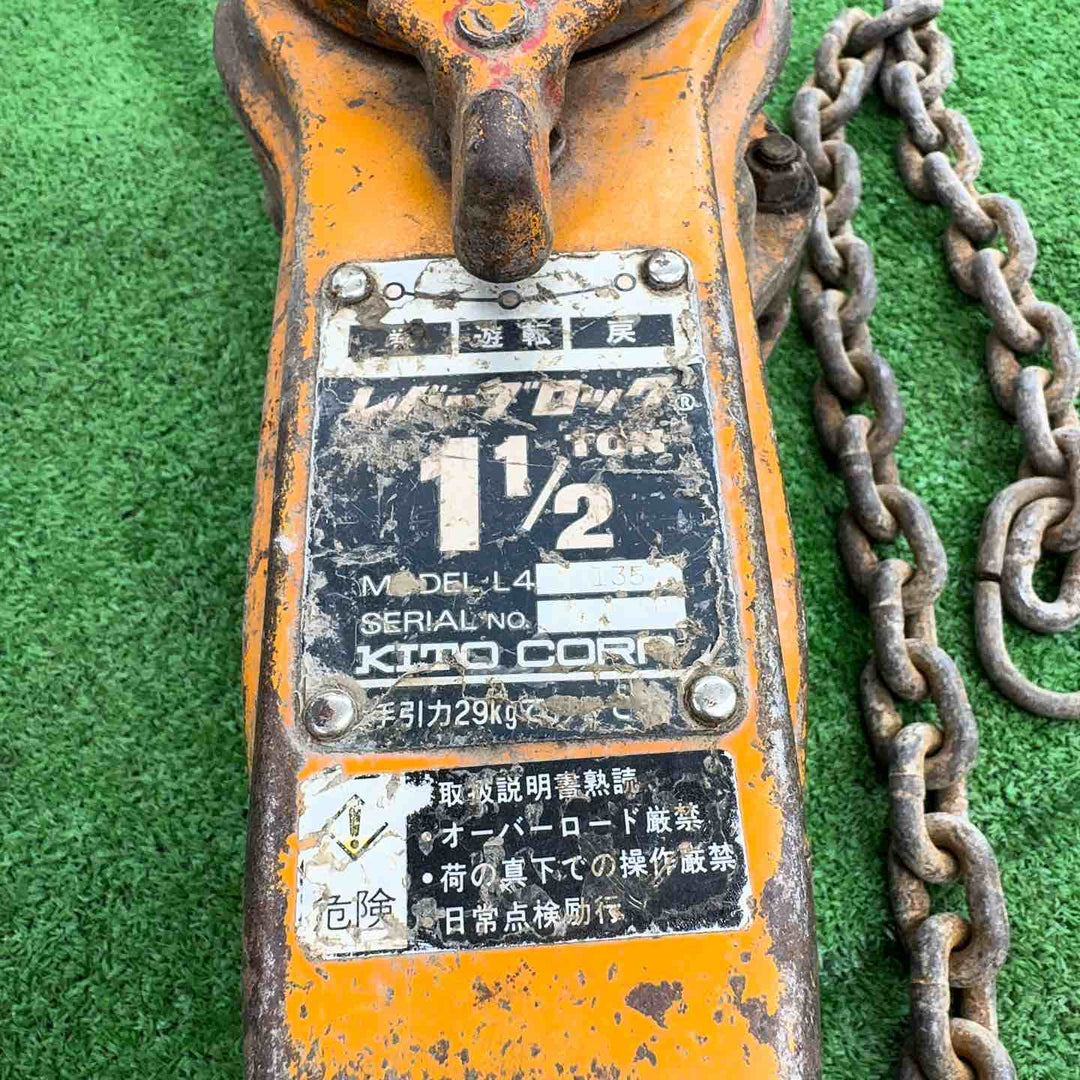 巻 遊転 戻
レバーブロック®
1 1/2 TON
MODEL L4 135
SERIAL NO.
KITO CORP
手引力29kgで
取扱説明書熟読
・オーバーロード厳禁
・荷の真下での操作厳禁
・日常点検励行
危険